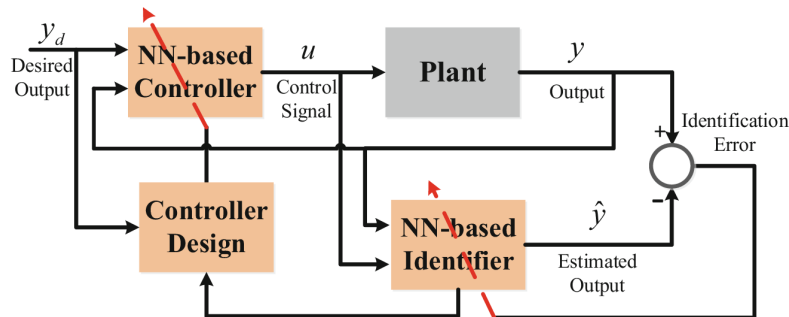 y_d
Desired
Output
NN-based
Controller
u
Control
Signal
Plant
y
Output
+
Identification
Error
-
Controller
Design
NN-based
Identifier
ŷ
Estimated
Output